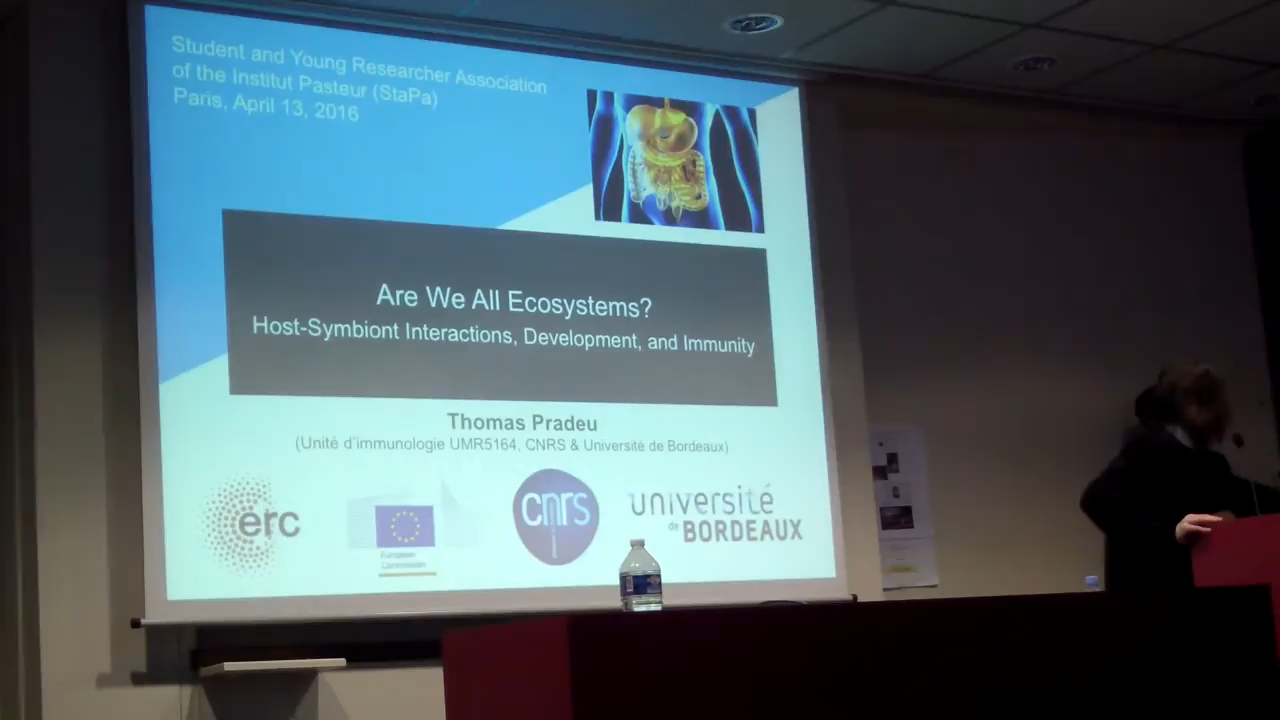 Student and Young Researcher Association
of the Institut Pasteur (StaPa)
Paris, April 13, 2016
Are We All Ecosystems?
Host-Symbiont Interactions, Development, and Immunity
Thomas Pradeu
(Unité d'immunologie UMR5164, CNRS & Université de Bordeaux)
erc
European
Commission
cnrs
université
de BORDEAUX